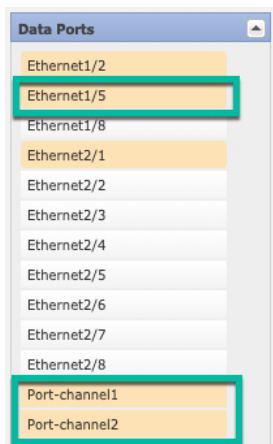 Data Ports
Ethernet1/2
Ethernet1/5
Ethernet1/8
Ethernet2/1
Ethernet2/2
Ethernet2/3
Ethernet2/4
Ethernet2/5
Ethernet2/6
Ethernet2/7
Ethernet2/8
Port-channel1
Port-channel2